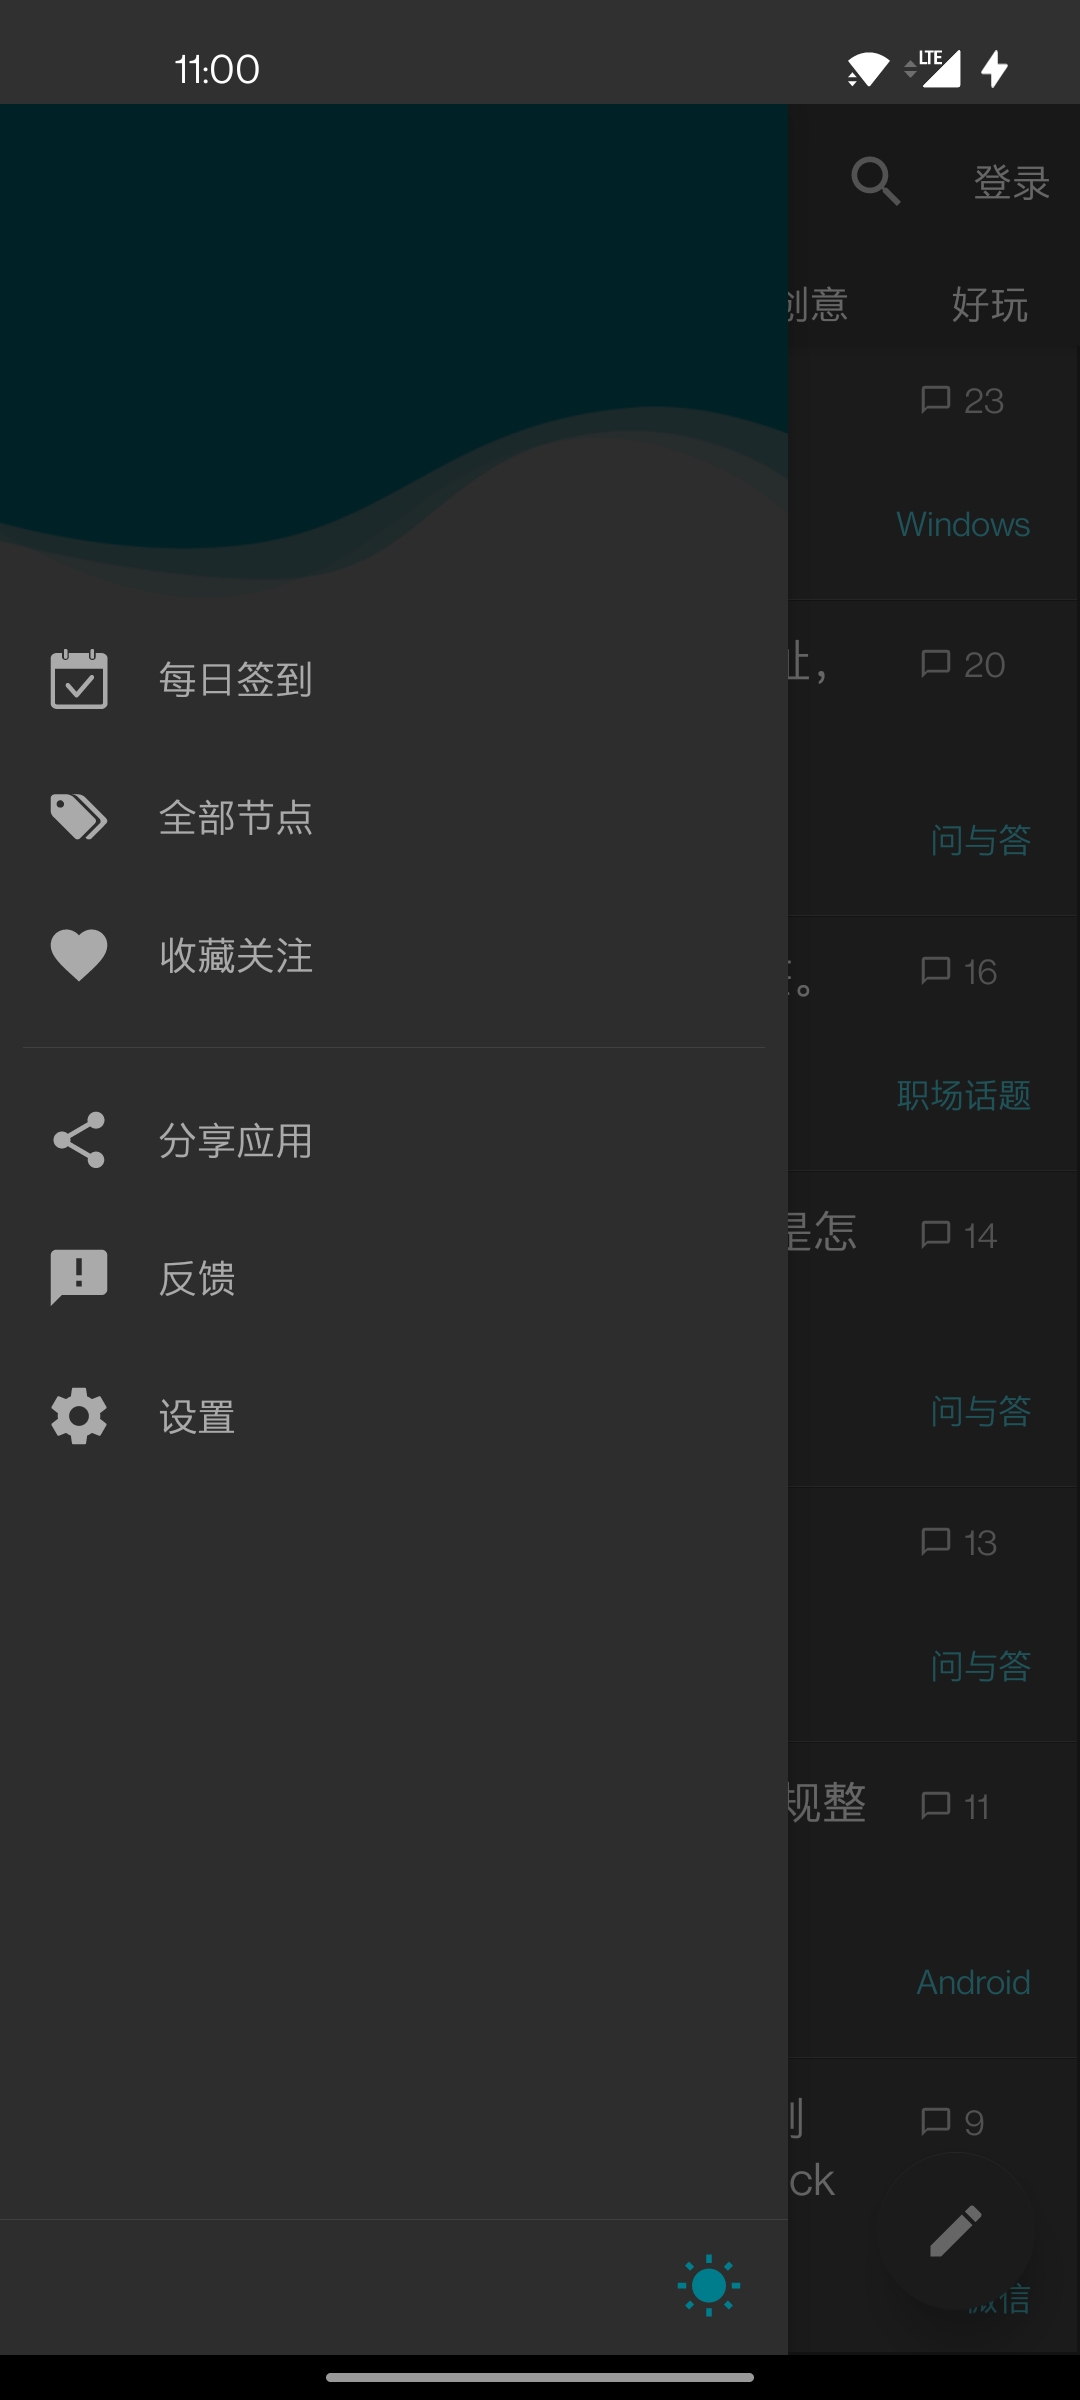 11:00
LTE
登录
创意
好玩
23
Windows
每日签到
止，
20
全部节点
问与答
收藏关注
。
16
职场话题
分享应用
是怎
14
反馈
设置
问与答
13
问与答
规整
11
Android
9
ck
微信